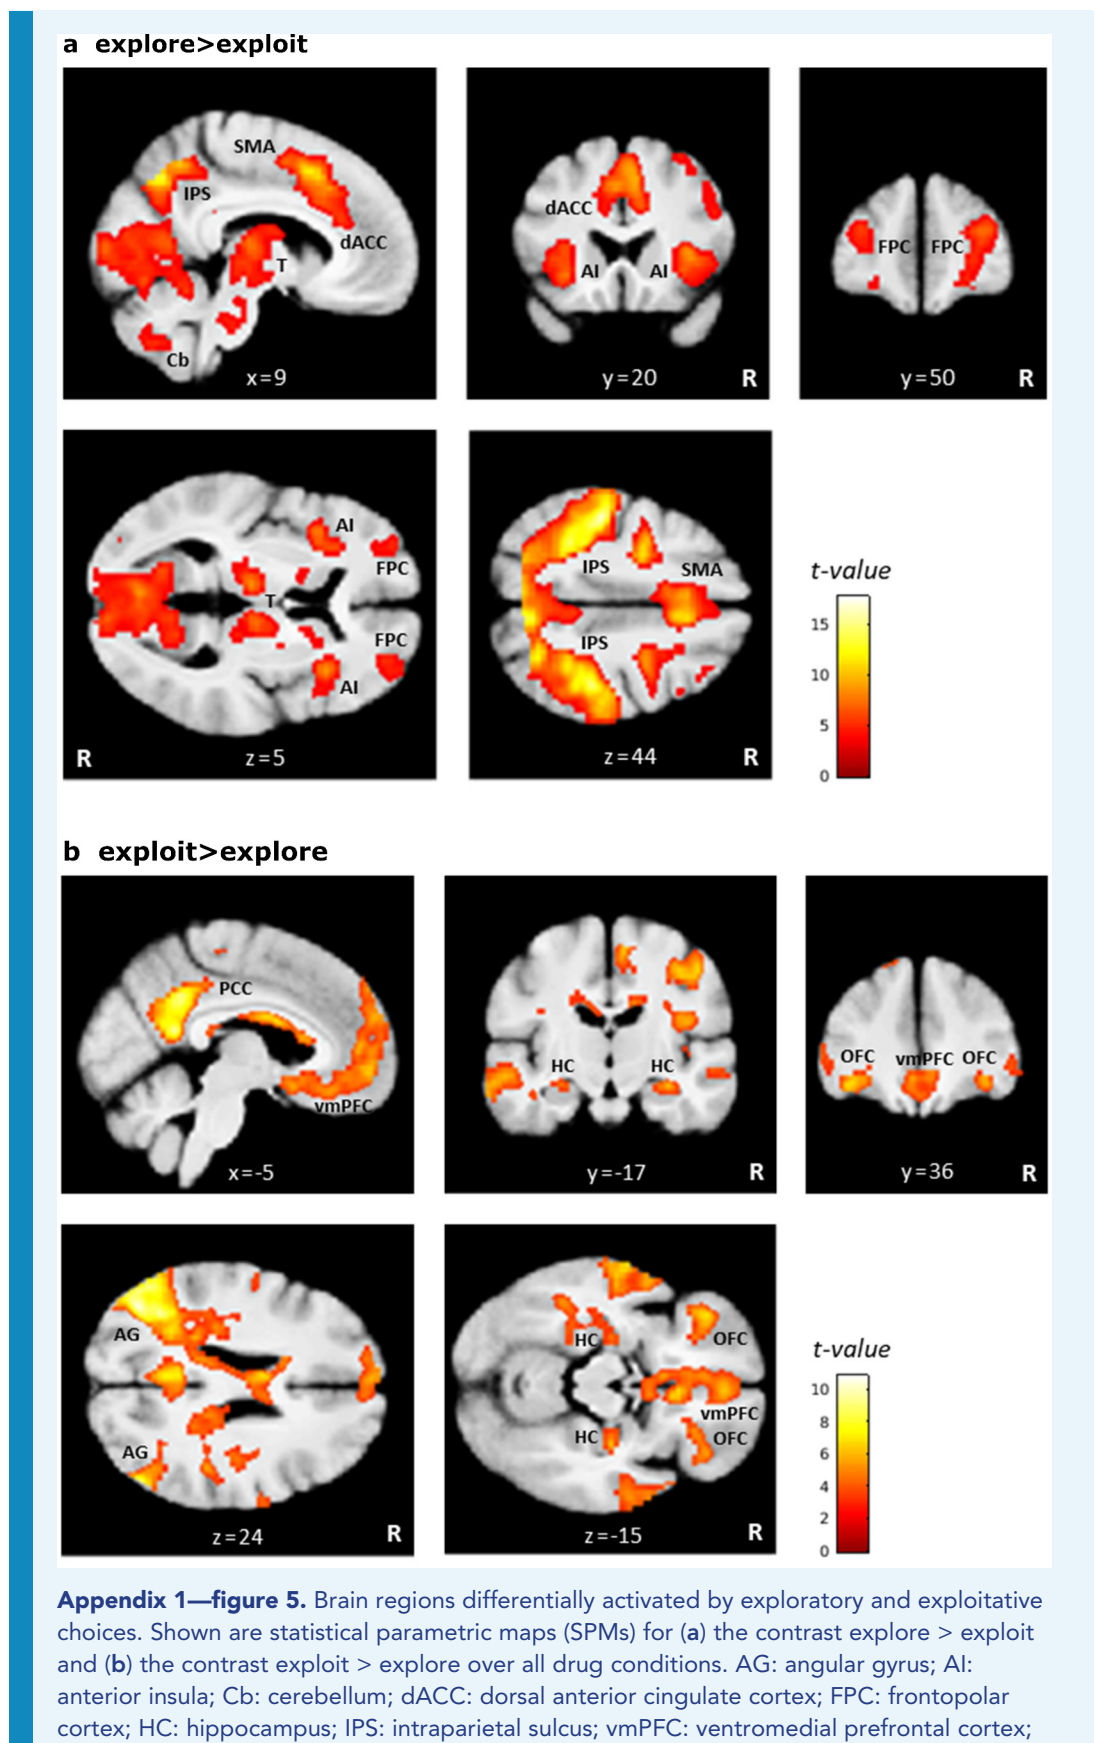 a explore>exploit
SMA
IPS
dACC
T
Cb
x=9
dACC
AI AI
y=20 R
FPC FPC
y=50 R
AI
FPC
T
FPC
AI
R z=5
IPS SMA
IPS
z=44 R
t-value
15
10
5
0
b exploit>explore
PCC
vmPFC
x=-5
HC HC
y=-17 R
OFC vmPFC OFC
y=36 R
AG
AG
z=24 R
HC OFC
vmPFC
HC OFC
z=-15 R
t-value
10
8
6
4
2
0
Appendix 1—figure 5. Brain regions differentially activated by exploratory and exploitative
choices. Shown are statistical parametric maps (SPMs) for (a) the contrast explore > exploit
and (b) the contrast exploit > explore over all drug conditions. AG: angular gyrus; AI:
anterior insula; Cb: cerebellum; dACC: dorsal anterior cingulate cortex; FPC: frontopolar
cortex; HC: hippocampus; IPS: intraparietal sulcus; vmPFC: ventromedial prefrontal cortex;